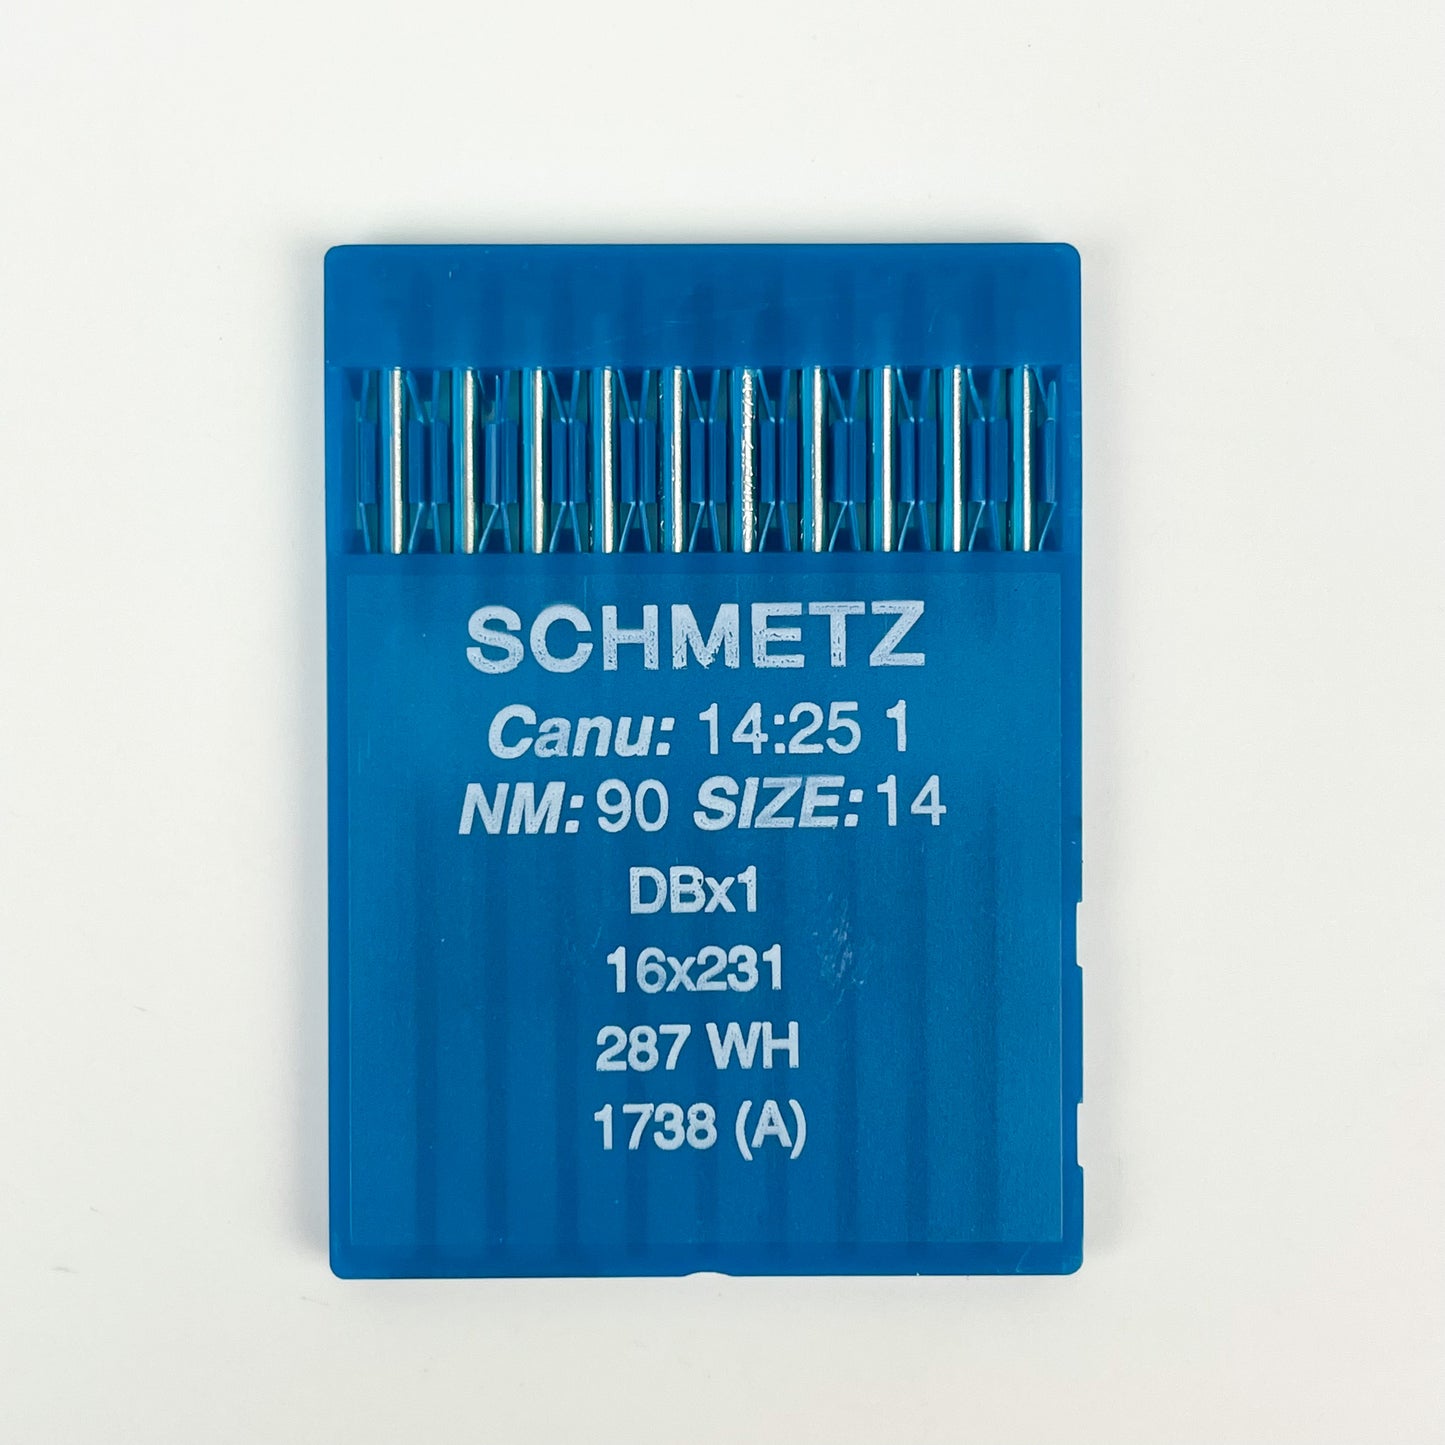 SCHMETZ
Canu: 14:25 1
NM: 90 SIZE: 14
DBx1
16x231
287 WH
1738 (A)